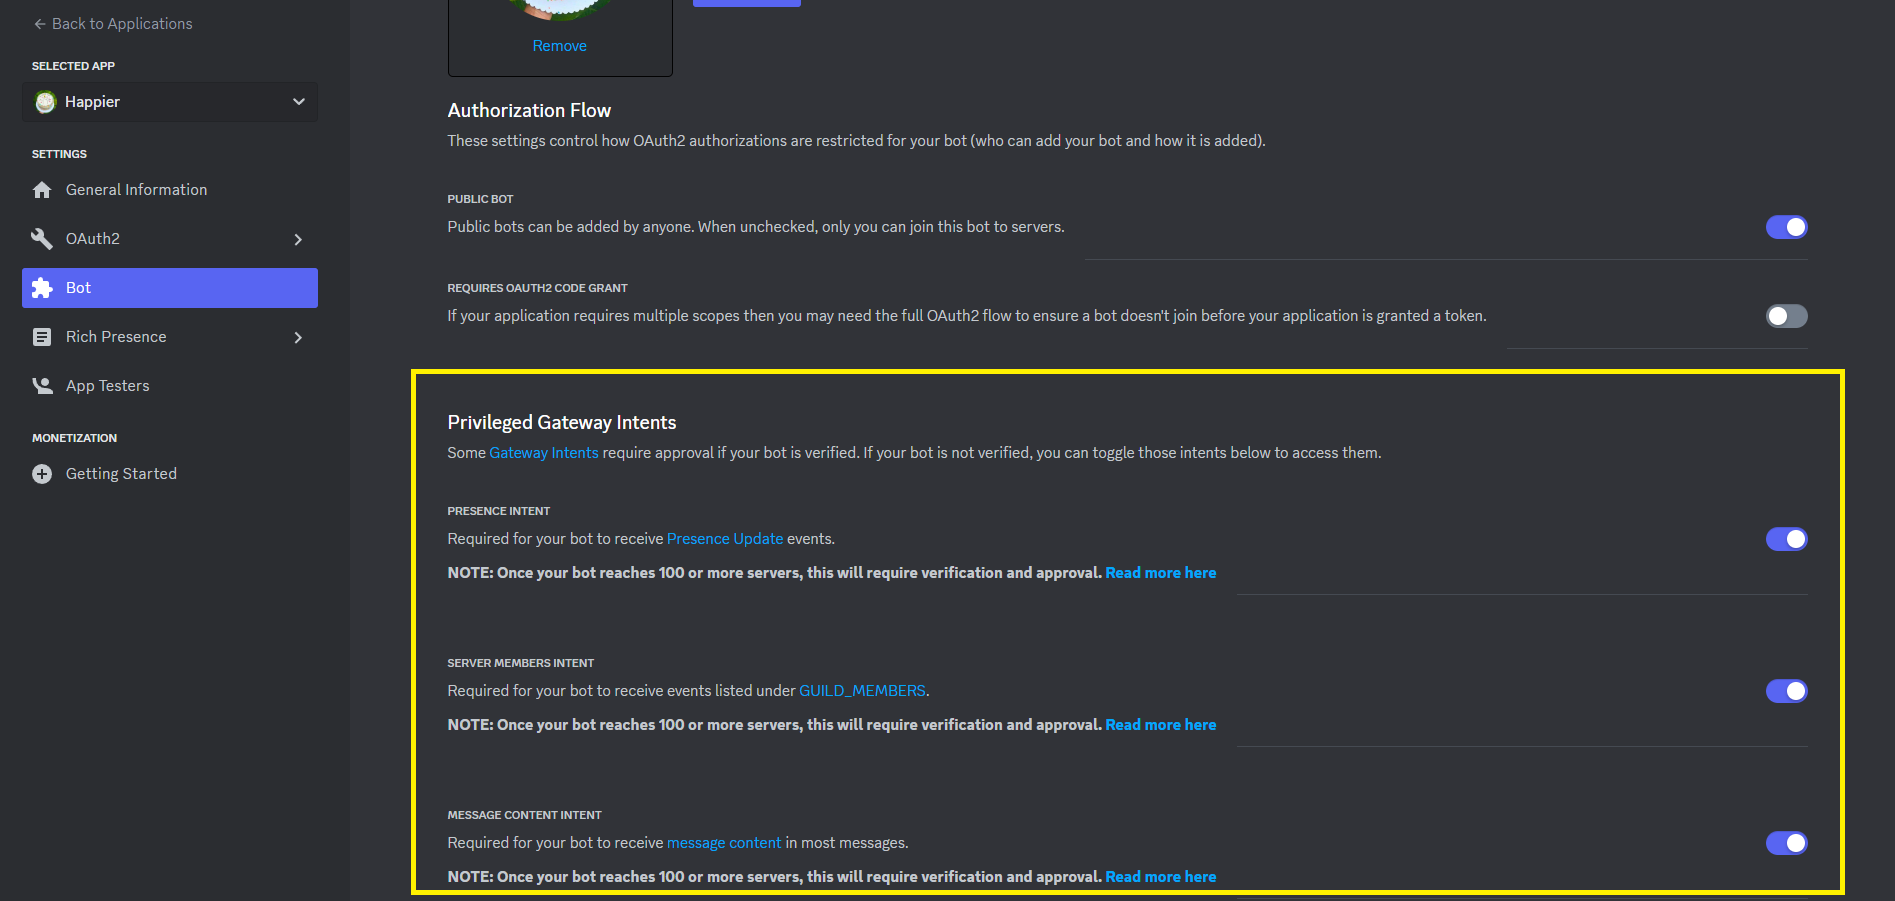 Back to Applications
SELECTED APP
Happier
SETTINGS
General Information
OAuth2
Bot
Rich Presence
App Testers
MONETIZATION
Getting Started
Remove
Authorization Flow
These settings control how OAuth2 authorizations are restricted for your bot (who can add your bot and how it is added).
PUBLIC BOT
Public bots can be added by anyone. When unchecked, only you can join this bot to servers.
REQUIRES OAUTH2 CODE GRANT
If your application requires multiple scopes then you may need the full OAuth2 flow to ensure a bot doesn't join before your application is granted a token.
Privileged Gateway Intents
Some Gateway Intents require approval if your bot is verified. If your bot is not verified, you can toggle those intents below to access them.
PRESENCE INTENT
Required for your bot to receive Presence Update events.
NOTE: Once your bot reaches 100 or more servers, this will require verification and approval. Read more here
SERVER MEMBERS INTENT
Required for your bot to receive events listed under GUILD_MEMBERS.
NOTE: Once your bot reaches 100 or more servers, this will require verification and approval. Read more here
MESSAGE CONTENT INTENT
Required for your bot to receive message content in most messages.
NOTE: Once your bot reaches 100 or more servers, this will require verification and approval. Read more here